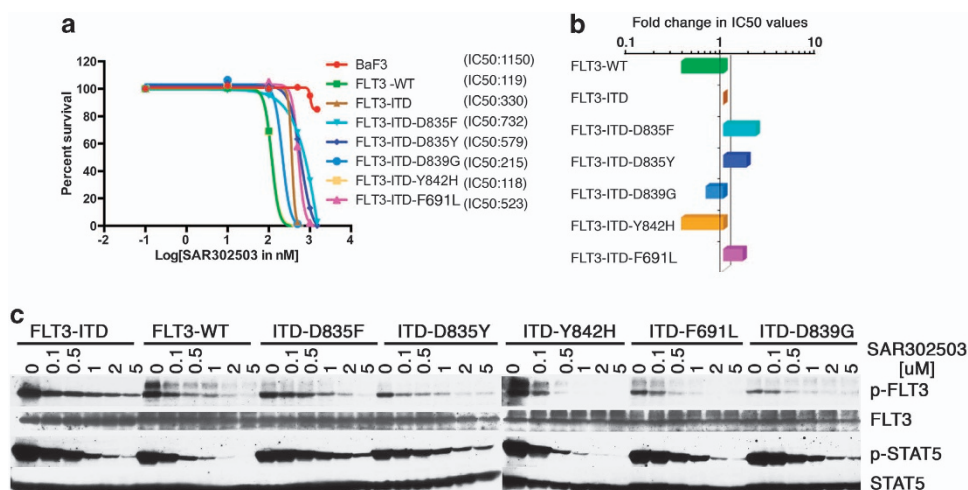 a
120
100
80
60
40
20
0
-2 -1 0 1 2 3 4
Percent survival
Log[SAR302503 in nM]
BaF3 (IC50:1150)
FLT3 -WT (IC50:119)
FLT3-ITD (IC50:330)
FLT3-ITD-D835F (IC50:732)
FLT3-ITD-D835Y (IC50:579)
FLT3-ITD-D839G (IC50:215)
FLT3-ITD-Y842H (IC50:118)
FLT3-ITD-F691L (IC50:523)
b
Fold change in IC50 values
0.1 1 10
FLT3-WT
FLT3-ITD
FLT3-ITD-D835F
FLT3-ITD-D835Y
FLT3-ITD-D839G
FLT3-ITD-Y842H
FLT3-ITD-F691L
c
FLT3-ITD FLT3-WT ITD-D835F ITD-D835Y ITD-Y842H ITD-F691L ITD-D839G
0 0.1 0.5 1 2 5 0 0.1 0.5 1 2 5 0 0.1 0.5 1 2 5 0 0.1 0.5 1 2 5 0 0.1 0.5 1 2 5 0 0.1 0.5 1 2 5 0 0.1 0.5 1 2 5 SAR302503
[uM]
p-FLT3
FLT3
p-STAT5
STAT5